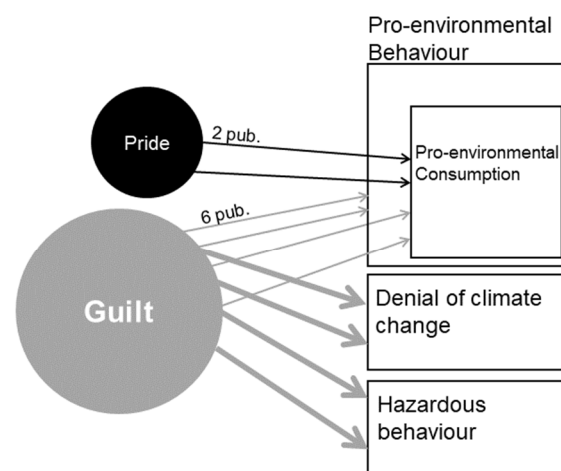 Pro-environmental
Behaviour
2 pub.
Pride
Pro-environmental
Consumption
6 pub.
Guilt
Denial of climate
change
Hazardous
behaviour